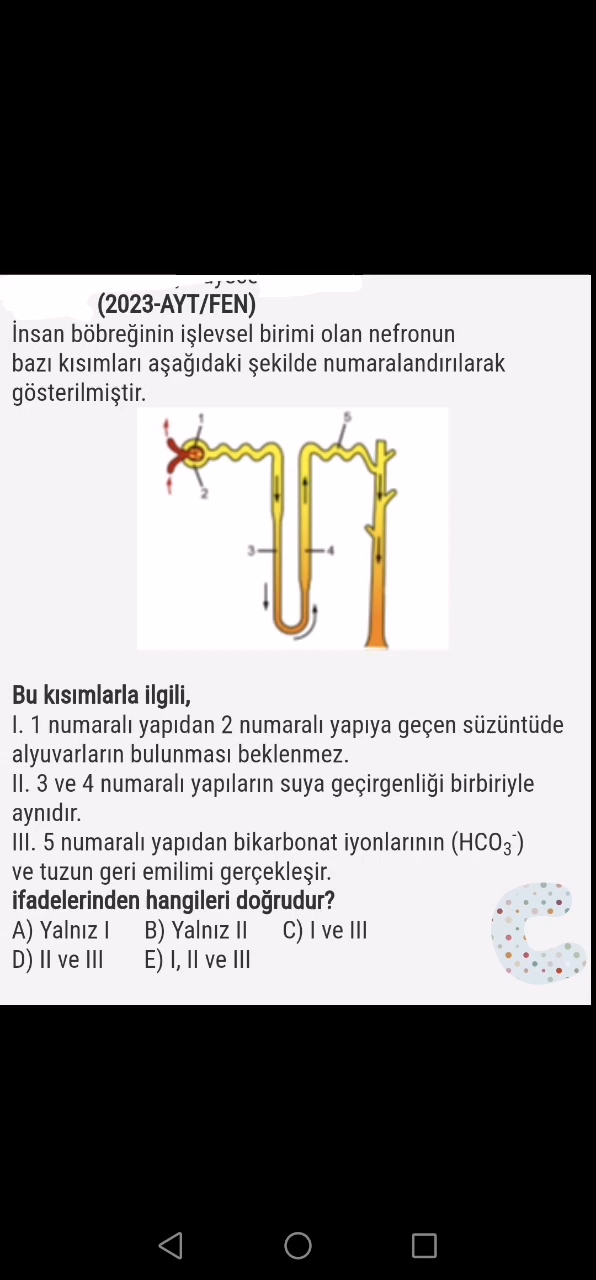 (2023-AYT/FEN)
İnsan böbreğinin işlevsel birimi olan nefronun
bazı kısımları aşağıdaki şekilde numaralandırılarak
gösterilmiştir.
1
5
2
3
4
Bu kısımlarla ilgili,
I. 1 numaralı yapıdan 2 numaralı yapıya geçen süzüntüde
alyuvarların bulunması beklenmez.
II. 3 ve 4 numaralı yapıların suya geçirgenliği birbiriyle
aynıdır.
III. 5 numaralı yapıdan bikarbonat iyonlarının (HCO₃⁻)
ve tuzun geri emilimi gerçekleşir.
ifadelerinden hangileri doğrudur?
A) Yalnız I B) Yalnız II C) I ve III
D) II ve III E) I, II ve III
C